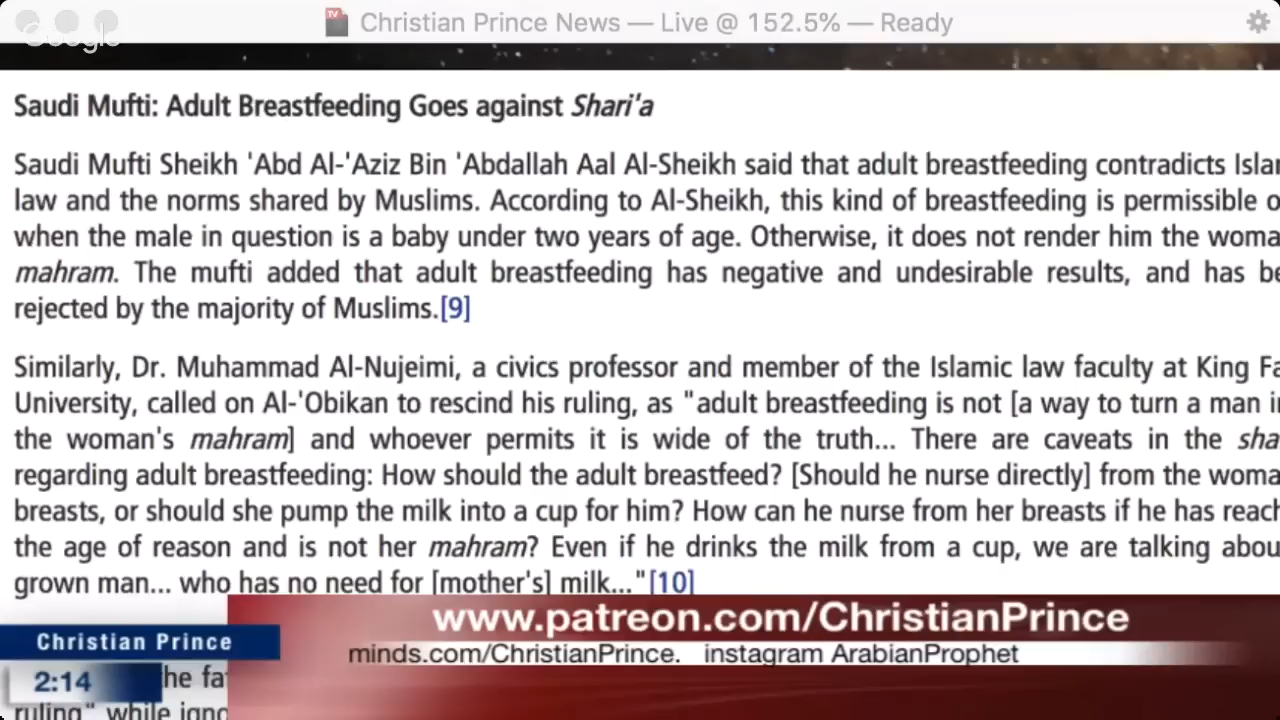 TV Christian Prince News — Live @ 152.5% — Ready
Google
Saudi Mufti: Adult Breastfeeding Goes against Shari'a
Saudi Mufti Sheikh 'Abd Al-'Aziz Bin 'Abdallah Aal Al-Sheikh said that adult breastfeeding contradicts Islam
law and the norms shared by Muslims. According to Al-Sheikh, this kind of breastfeeding is permissible o
when the male in question is a baby under two years of age. Otherwise, it does not render him the woma
mahram. The mufti added that adult breastfeeding has negative and undesirable results, and has be
rejected by the majority of Muslims.[9]
Similarly, Dr. Muhammad Al-Nujeimi, a civics professor and member of the Islamic law faculty at King Fa
University, called on Al-'Obikan to rescind his ruling, as "adult breastfeeding is not [a way to turn a man in
the woman's mahram] and whoever permits it is wide of the truth... There are caveats in the sha
regarding adult breastfeeding: How should the adult breastfeed? [Should he nurse directly] from the woma
breasts, or should she pump the milk into a cup for him? How can he nurse from her breasts if he has reach
the age of reason and is not her mahram? Even if he drinks the milk from a cup, we are talking abou
grown man... who has no need for [mother's] milk..."[10]
www.patreon.com/ChristianPrince
Christian Prince
minds.com/ChristianPrince. instagram ArabianProphet
2:14
the fa
ruling" while igno